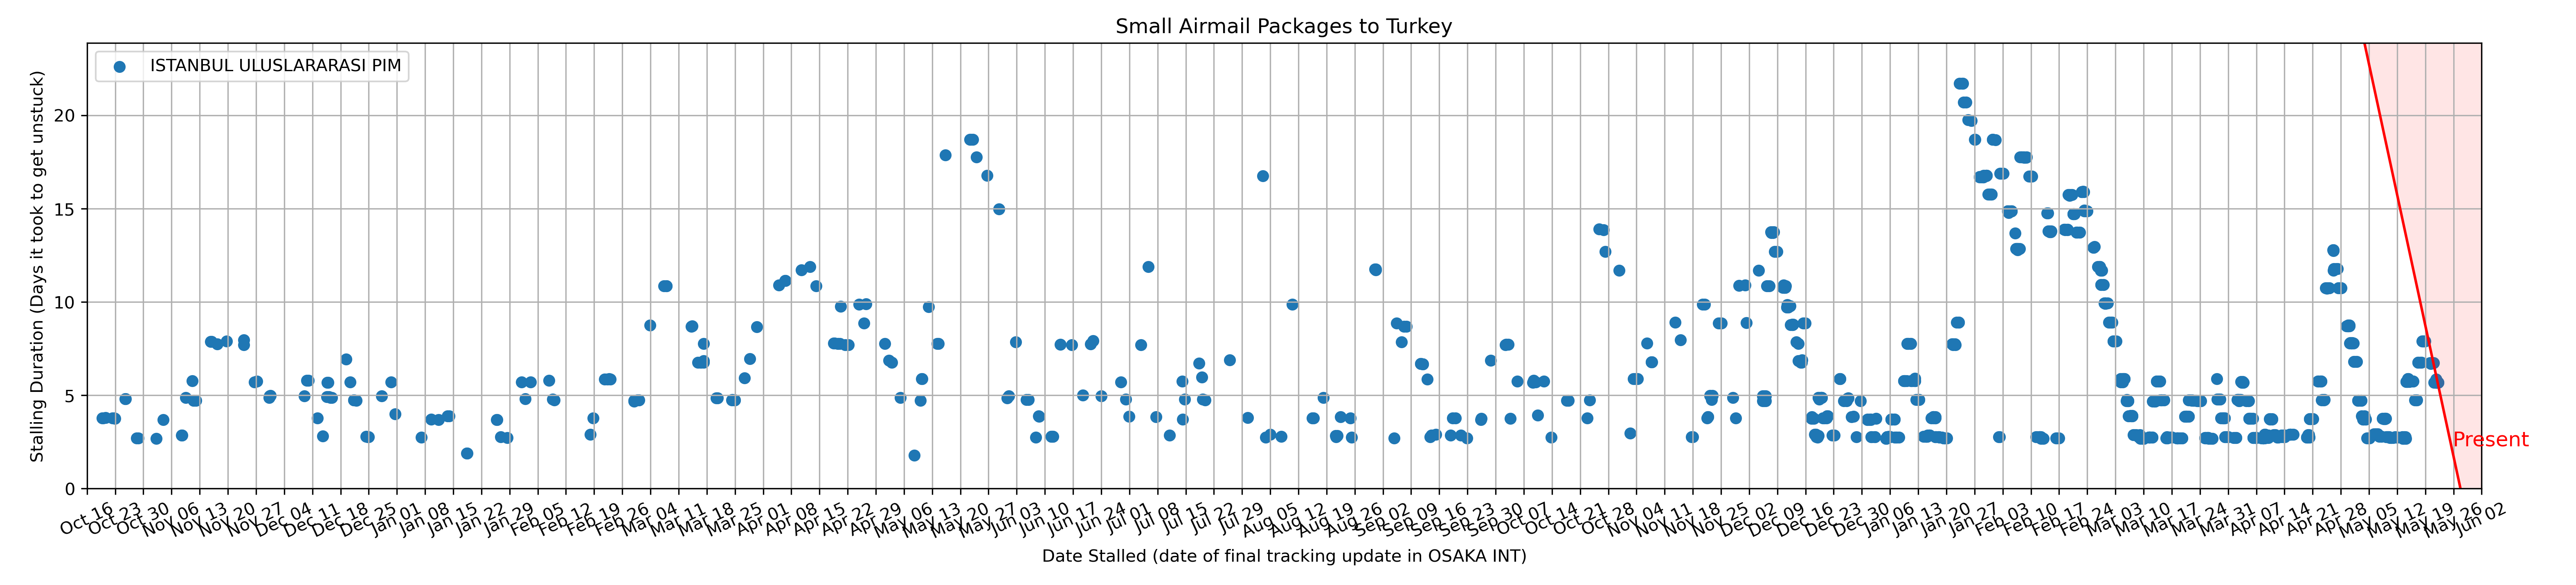 Small Airmail Packages to Turkey
ISTANBUL ULUSLARARASI PIM
Stalling Duration (Days it took to get unstuck)
20
15
10
5
0
Present
Oct 16 Oct 23 Oct 30 Nov 06 Nov 13 Nov 20 Nov 27 Dec 04 Dec 11 Dec 18 Dec 25 Jan 01 Jan 08 Jan 15 Jan 22 Jan 29 Feb 05 Feb 12 Feb 19 Feb 26 Mar 04 Mar 11 Mar 18 Mar 25 Apr 01 Apr 08 Apr 15 Apr 22 Apr 29 May 06 May 13 May 20 May 27 Jun 03 Jun 10 Jun 17 Jun 24 Jul 01 Jul 08 Jul 15 Jul 22 Jul 29 Aug 05 Aug 12 Aug 19 Aug 26 Sep 02 Sep 09 Sep 16 Sep 23 Sep 30 Oct 07 Oct 14 Oct 21 Oct 28 Nov 04 Nov 11 Nov 18 Nov 25 Dec 02 Dec 09 Dec 16 Dec 23 Dec 30 Jan 06 Jan 13 Jan 20 Jan 27 Feb 03 Feb 10 Feb 17 Feb 24 Mar 03 Mar 10 Mar 17 Mar 24 Mar 31 Apr 07 Apr 14 Apr 21 Apr 28 May 05 May 12 May 19 May 26 Jun 02
Date Stalled (date of final tracking update in OSAKA INT)